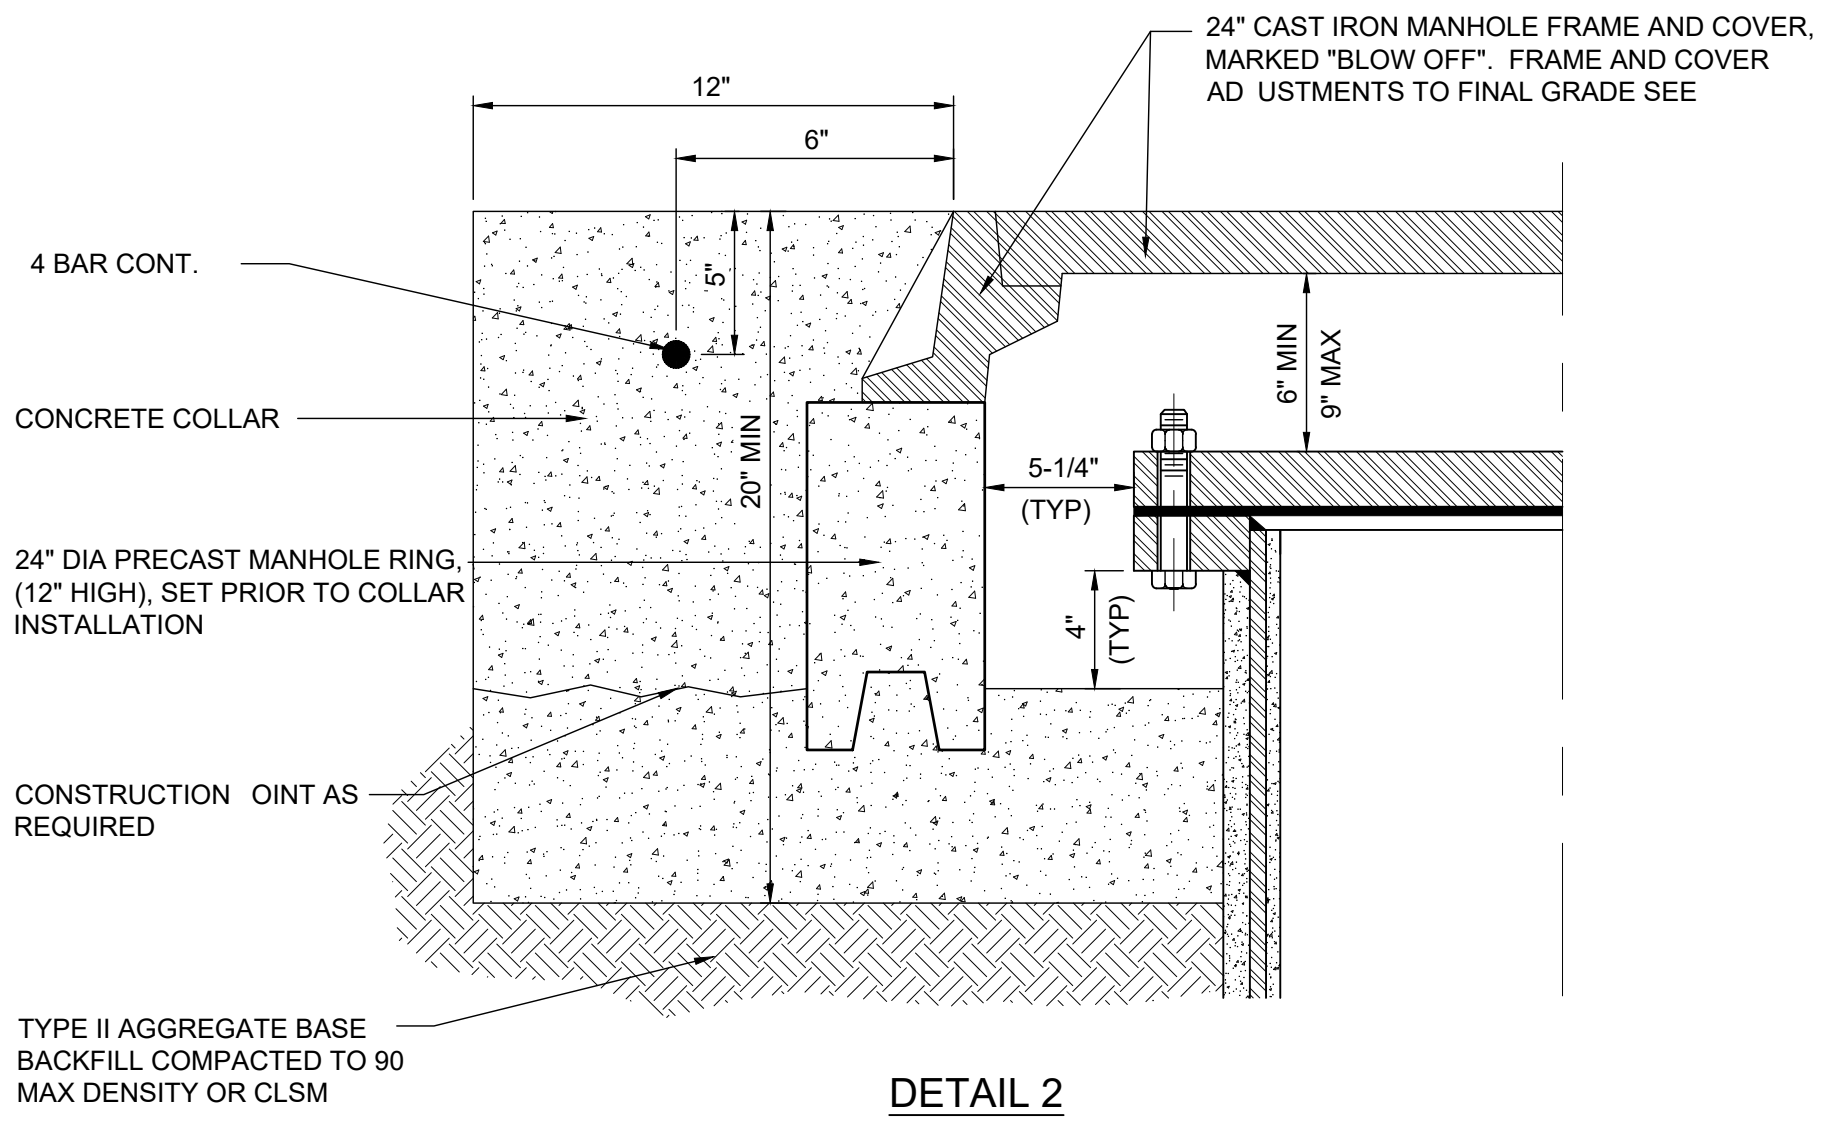 24" CAST IRON MANHOLE FRAME AND COVER,
MARKED "BLOW OFF".  FRAME AND COVER
AD USTMENTS TO FINAL GRADE SEE
12"
6"
4 BAR CONT.
5"
6" MIN
9" MAX
CONCRETE COLLAR
20" MIN
5-1/4"
(TYP)
24" DIA PRECAST MANHOLE RING,
(12" HIGH), SET PRIOR TO COLLAR
INSTALLATION
4"
(TYP)
CONSTRUCTION  OINT AS
REQUIRED
TYPE II AGGREGATE BASE
BACKFILL COMPACTED TO 90
MAX DENSITY OR CLSM
DETAIL 2